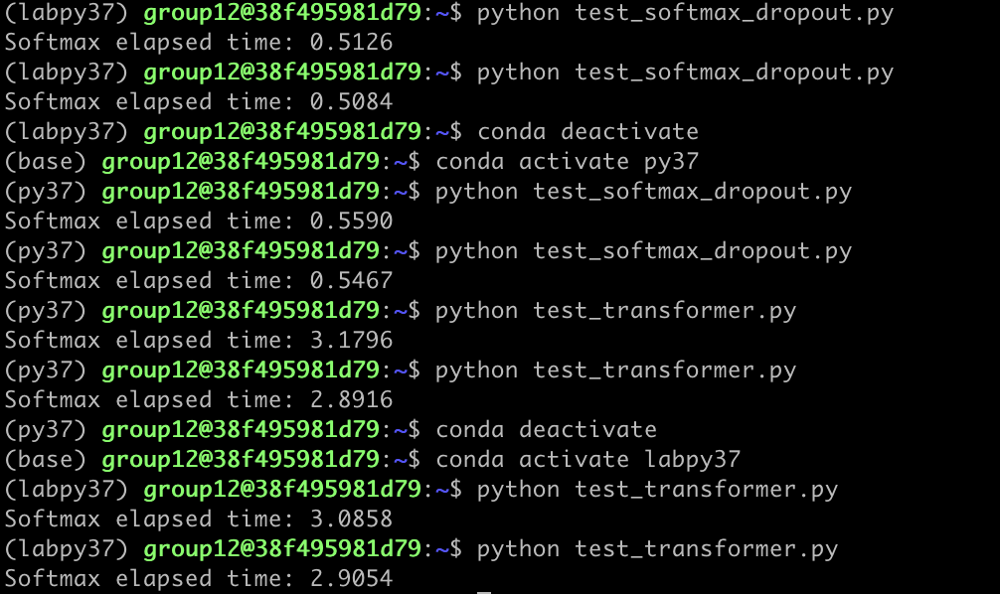 (labpy37) group12@38f495981d79:~$ python test_softmax_dropout.py
Softmax elapsed time: 0.5126
(labpy37) group12@38f495981d79:~$ python test_softmax_dropout.py
Softmax elapsed time: 0.5084
(labpy37) group12@38f495981d79:~$ conda deactivate
(base) group12@38f495981d79:~$ conda activate py37
(py37) group12@38f495981d79:~$ python test_softmax_dropout.py
Softmax elapsed time: 0.5590
(py37) group12@38f495981d79:~$ python test_softmax_dropout.py
Softmax elapsed time: 0.5467
(py37) group12@38f495981d79:~$ python test_transformer.py
Softmax elapsed time: 3.1796
(py37) group12@38f495981d79:~$ python test_transformer.py
Softmax elapsed time: 2.8916
(py37) group12@38f495981d79:~$ conda deactivate
(base) group12@38f495981d79:~$ conda activate labpy37
(labpy37) group12@38f495981d79:~$ python test_transformer.py
Softmax elapsed time: 3.0858
(labpy37) group12@38f495981d79:~$ python test_transformer.py
Softmax elapsed time: 2.9054